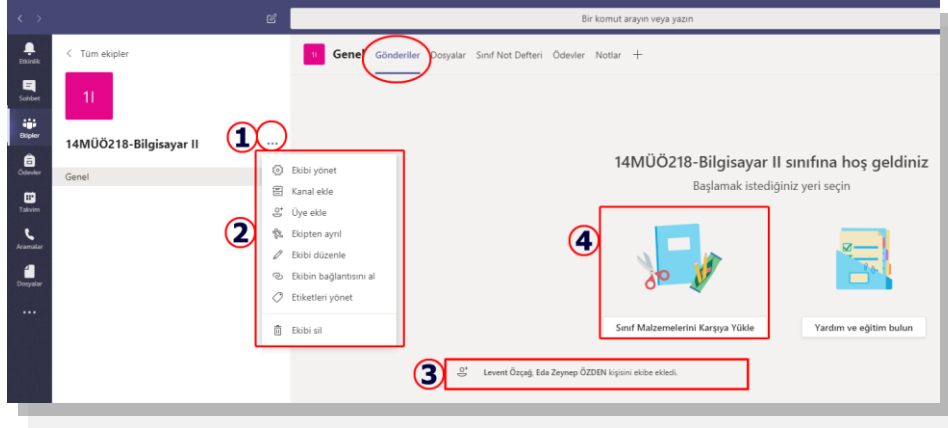 Bir komut arayın veya yazın
Etkinlik
Sohbet
Ekipler
Ödevler
Takvim
Aramalar
Dosyalar
Tüm ekipler
1I
14MÜÖ218-Bilgisayar II
1
...
Genel
2
Ekibi yönet
Kanal ekle
Üye ekle
Ekipten ayrıl
Ekibi düzenle
Ekibin bağlantısını al
Etiketleri yönet
Ekibi sil
1I Genel Gönderiler Dosyalar Sınıf Not Defteri Ödevler Notlar +
14MÜÖ218-Bilgisayar II sınıfına hoş geldiniz
Başlamak istediğiniz yeri seçin
4
Sınıf Malzemelerini Karşıya Yükle
Yardım ve eğitim bulun
3
Levent Özçağ, Eda Zeynep ÖZDEN kişisini ekibe ekledi.